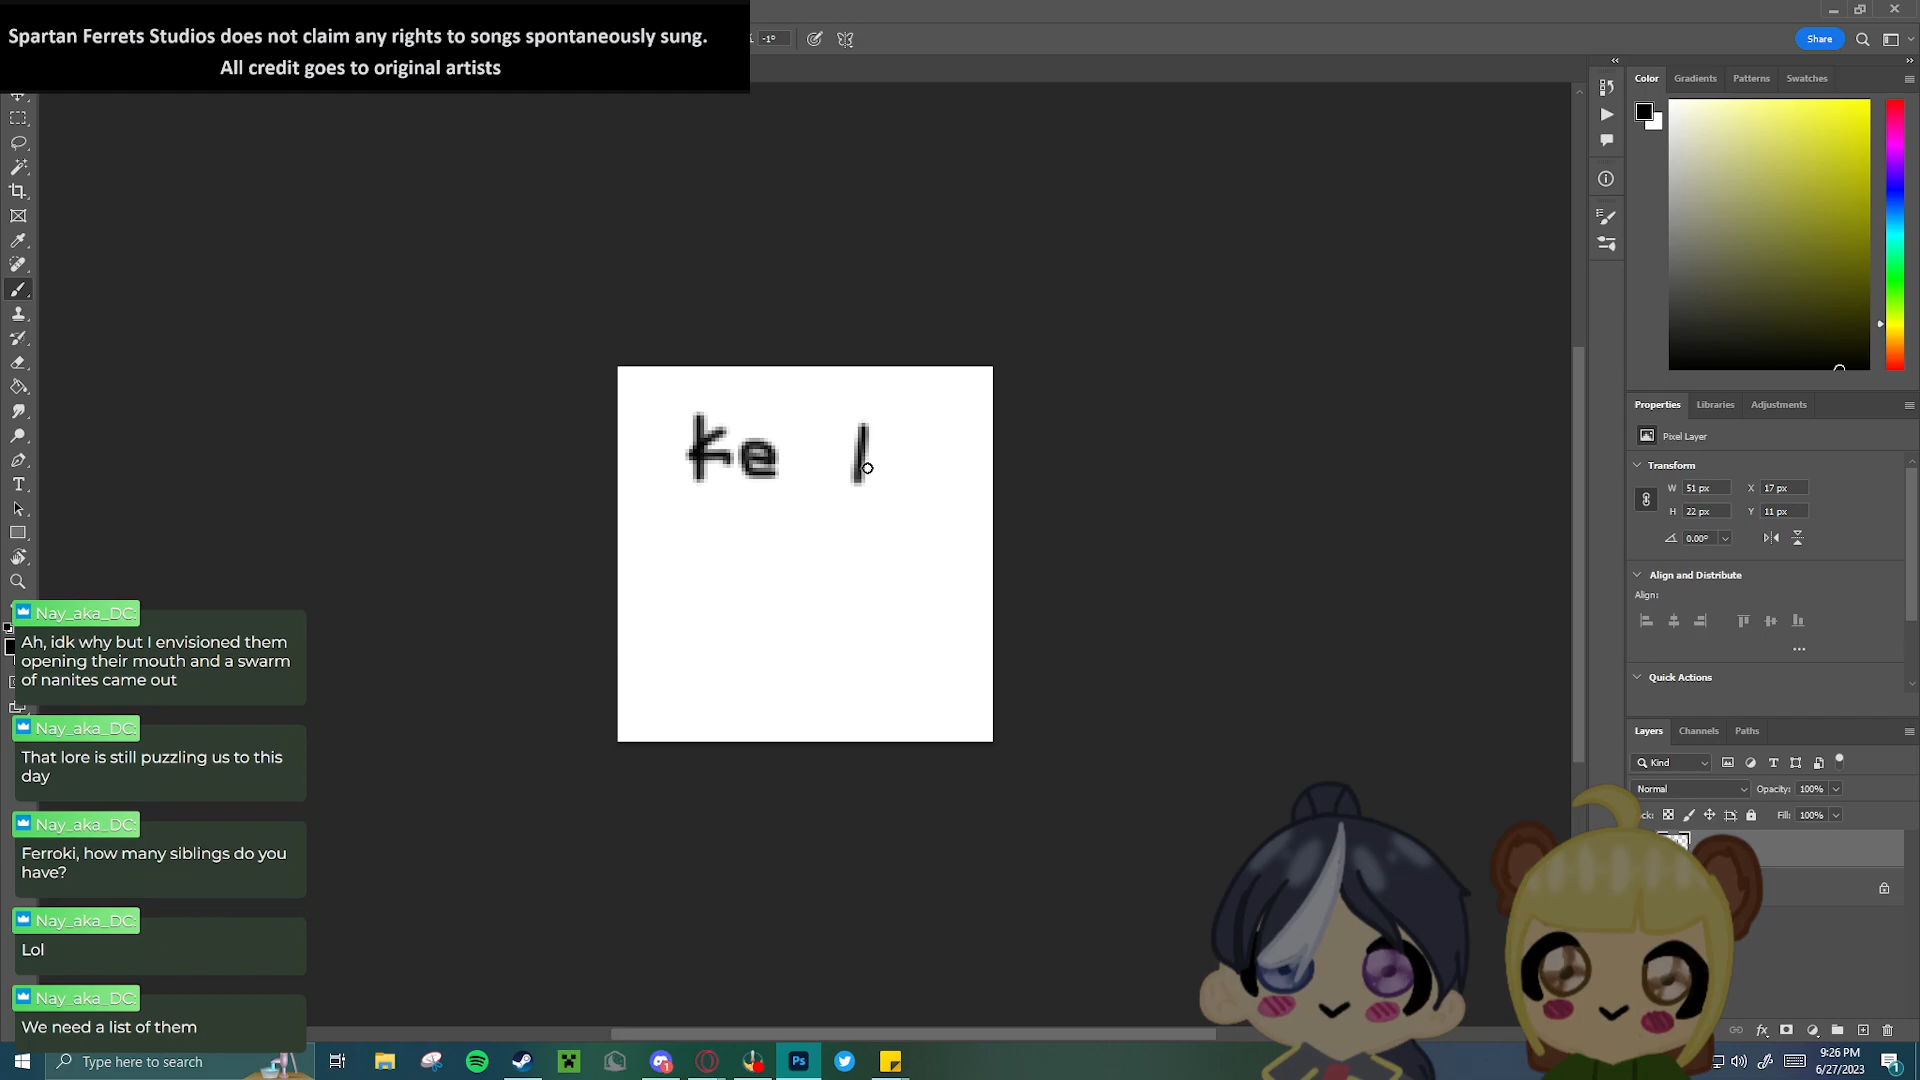 Spartan Ferrets Studios does not claim any rights to songs spontaneously sung.
All credit goes to original artists
-1°
Share
Color
Gradients
Patterns
Swatches
ke l
Properties
Libraries
Adjustments
Pixel Layer
Transform
W 51 px X 17 px
H 22 px Y 11 px
0.00°
Align and Distribute
Align:
Quick Actions
Layers
Channels
Paths
Kind
Normal
Opacity: 100%
Fill: 100%
Nay_aka_DC:
Ah, idk why but I envisioned them
opening their mouth and a swarm
of nanites came out
Nay_aka_DC:
That lore is still puzzling us to this
day
Nay_aka_DC:
Ferroki, how many siblings do you
have?
Nay_aka_DC:
Lol
Nay_aka_DC:
We need a list of them
Type here to search
Ps
9:26 PM
6/27/2023